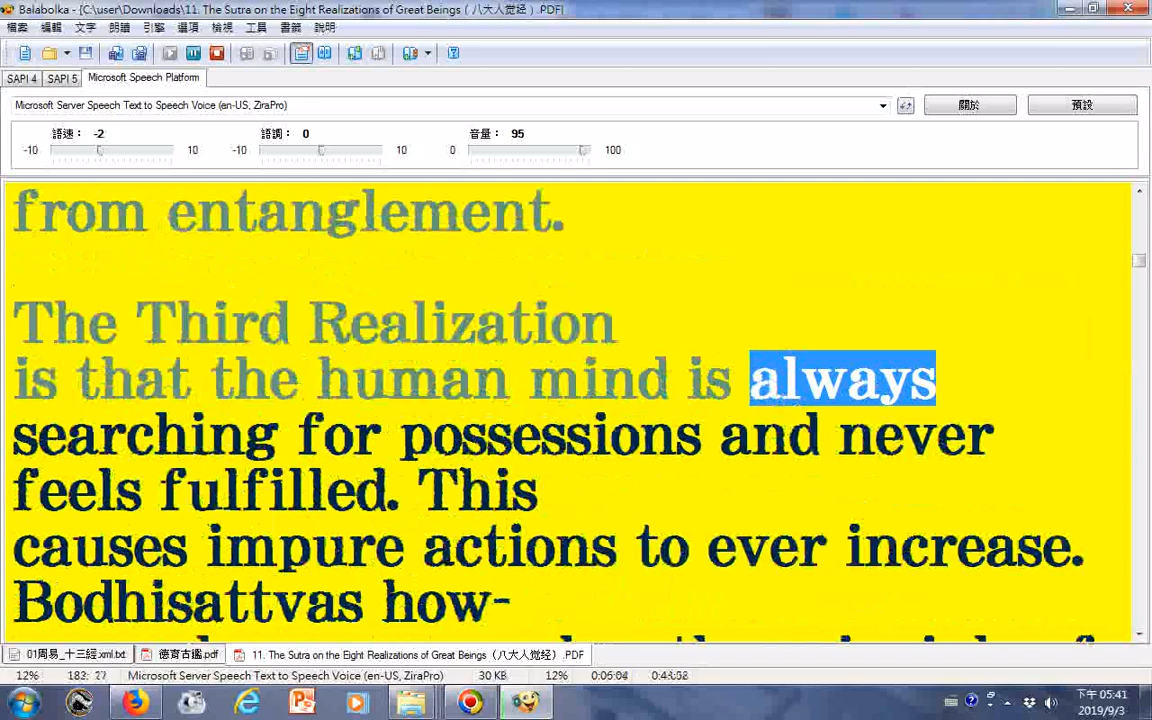 Balabolka - [C:\user\Downloads\11. The Sutra on the Eight Realizations of Great Beings（八大人觉经）.PDF]
檔案 編輯 文字 朗讀 引擎 選項 檢視 工具 書籤 說明
SAPI 4 SAPI 5 Microsoft Speech Platform
Microsoft Server Speech Text to Speech Voice (en-US, ZiraPro) 關於 預設
語速： -2 語調： 0 音量： 95
-10 10 -10 10 0 100
from entanglement.
The Third Realization
is that the human mind is always
searching for possessions and never
feels fulfilled. This
causes impure actions to ever increase.
Bodhisattvas how-
01周易_十三經.xml.txt 德育古鑑.pdf 11. The Sutra on the Eight Realizations of Great Beings（八大人觉经）.PDF
12% 183: 27 Microsoft Server Speech Text to Speech Voice (en-US, ZiraPro) 30 KB 12% 0:05:04
下午 05:41
2019/9/3